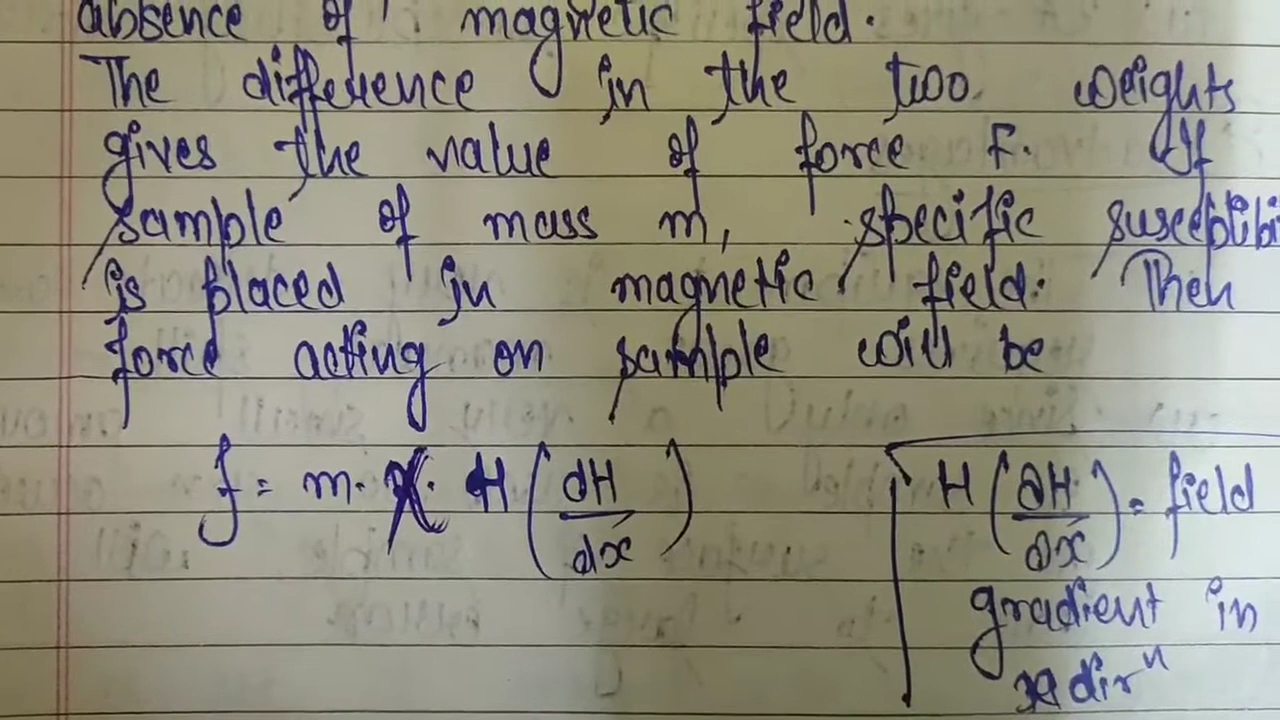 absence of magnetic field.
The difference in the two weights
gives the value of force F. If
sample of mass m, specific susceptibi
is placed in magnetic field. Then
force acting on sample will be
f = m. χ. H (dH/dx)
H (∂H/∂x) = field
gradient in
x dirⁿ